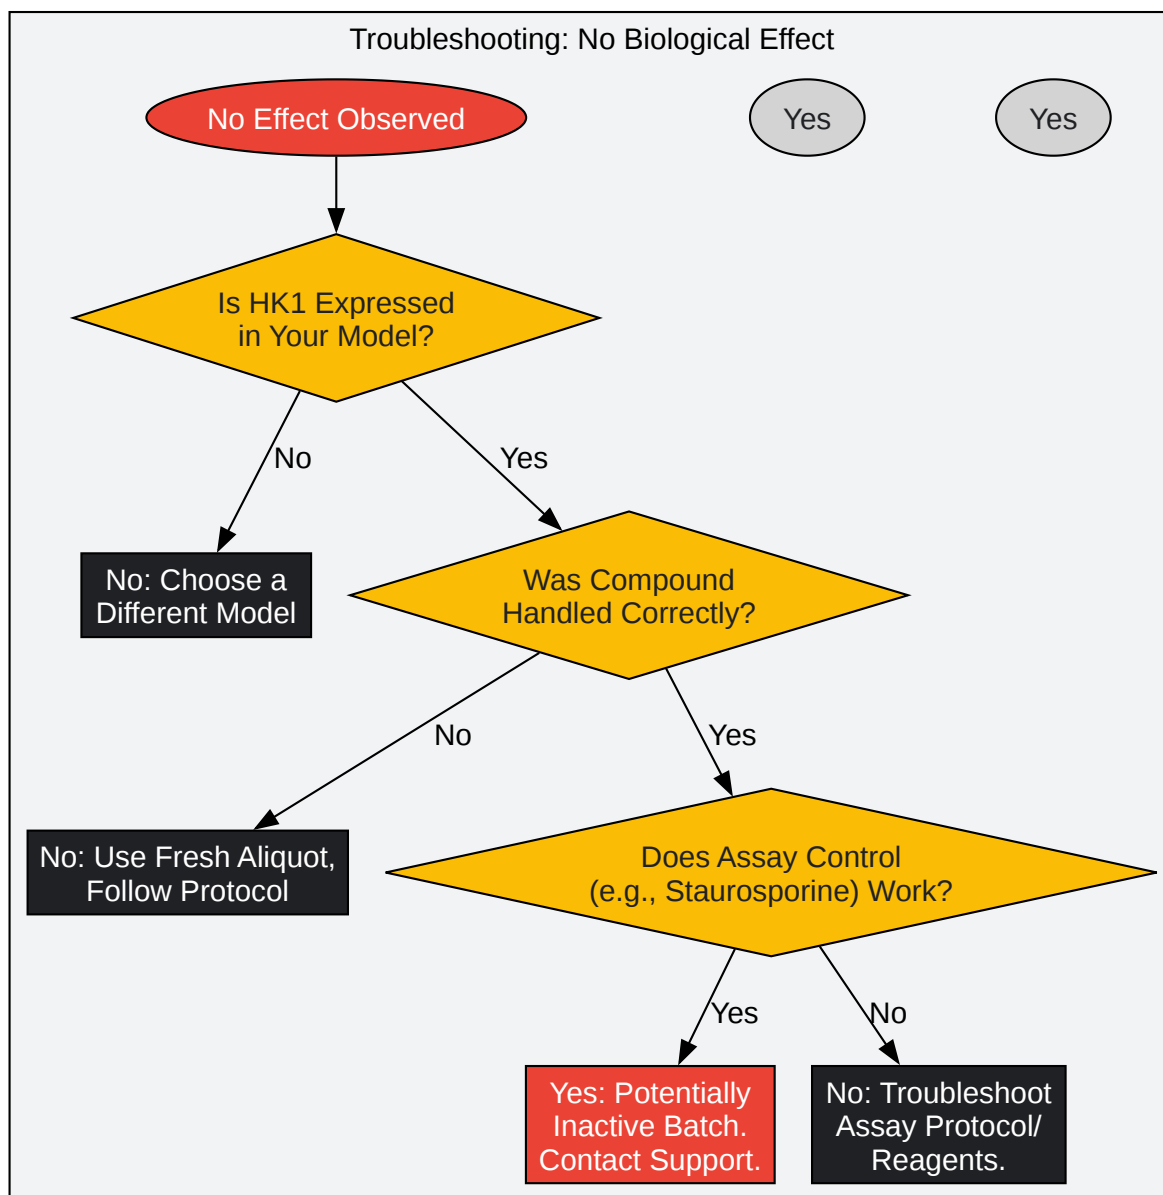 Troubleshooting: No Biological Effect
No Effect Observed
Yes
Yes
Is HK1 Expressed
in Your Model?
No
Yes
No: Choose a
Different Model
Was Compound
Handled Correctly?
No
Yes
No: Use Fresh Aliquot,
Follow Protocol
Does Assay Control
(e.g., Staurosporine) Work?
Yes
No
Yes: Potentially
Inactive Batch.
Contact Support.
No: Troubleshoot
Assay Protocol/
Reagents.